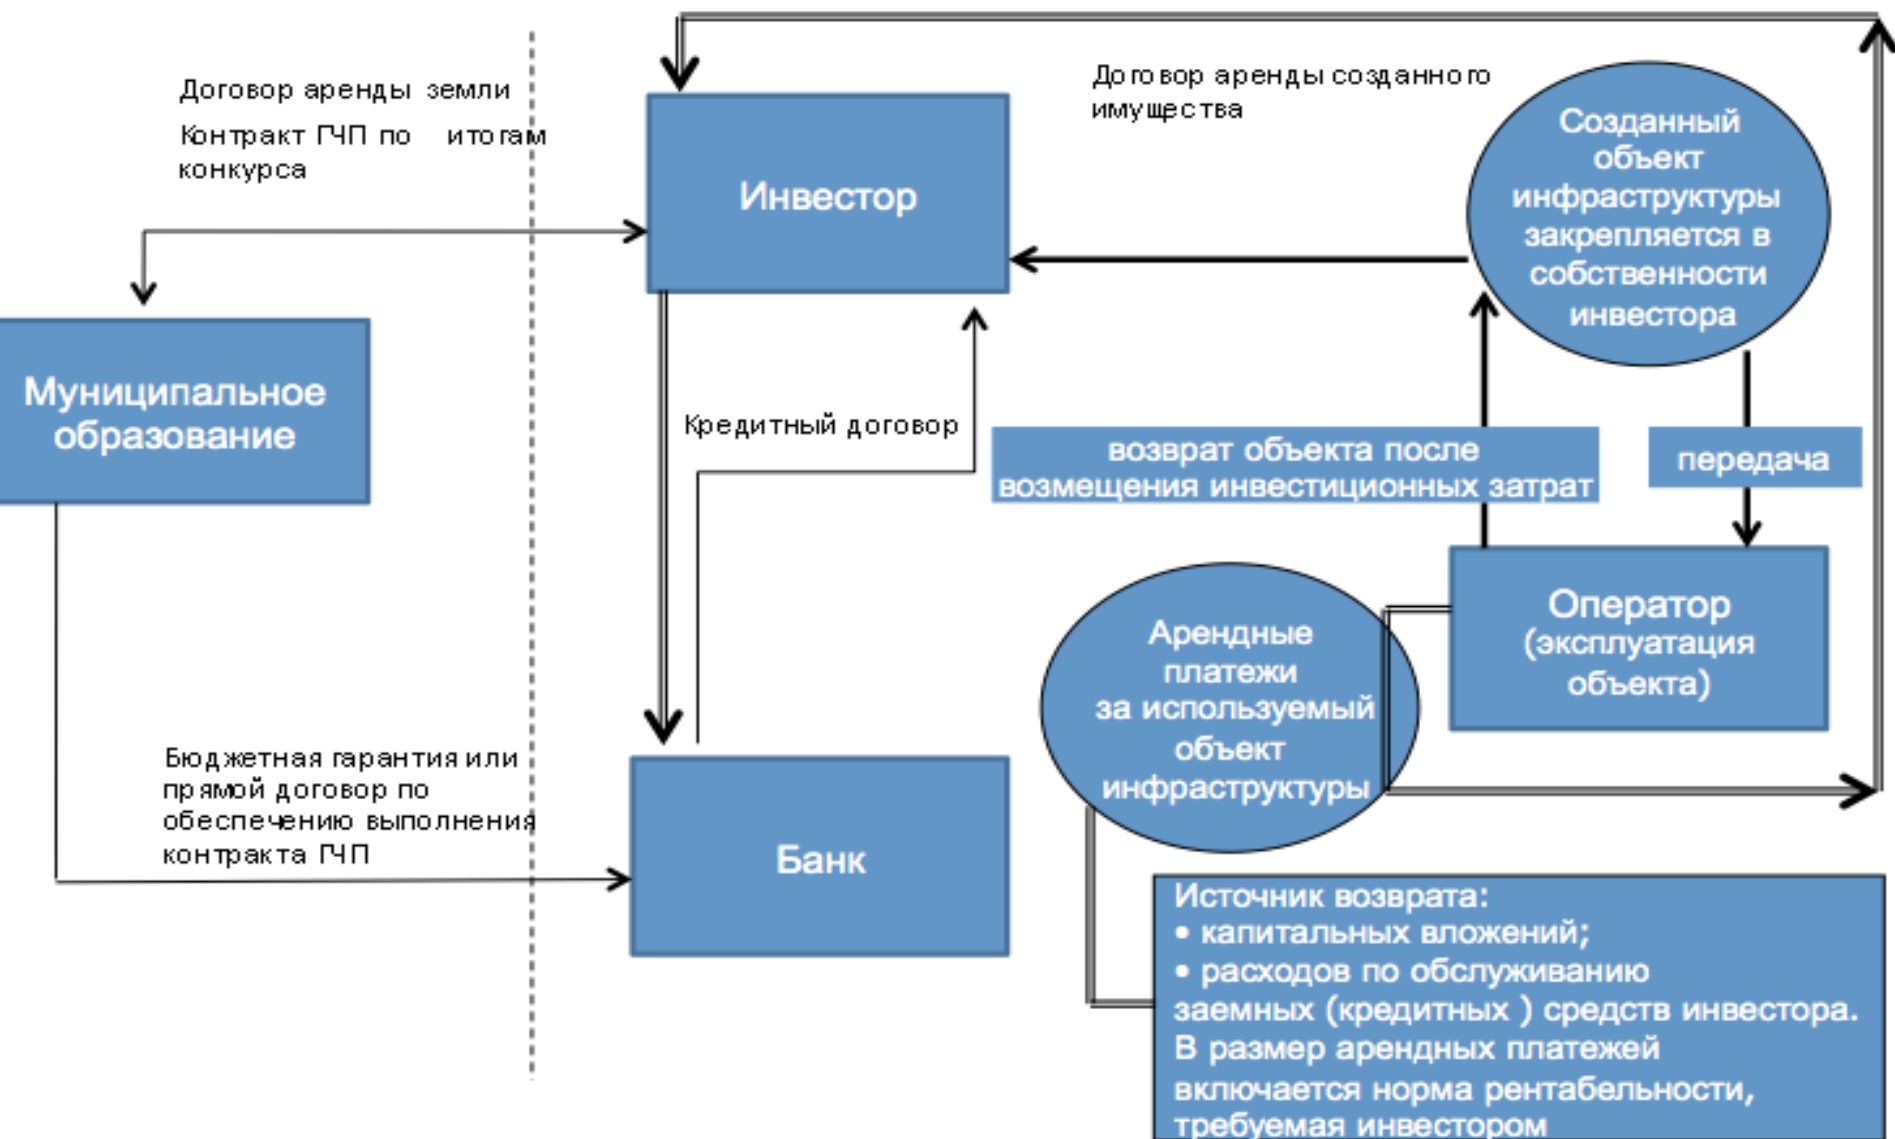 Договор аренды земли
Контракт ГЧП по итогам
конкурса
Инвестор
Договор аренды созданного
имущества
Созданный
объект
инфраструктуры
закрепляется в
собственности
инвестора
Муниципальное
образование
Кредитный договор
возврат объекта после
возмещения инвестиционных затрат
передача
Оператор
(эксплуатация
объекта)
Арендные
платежи
за используемый
объект
инфраструктуры
Бюджетная гарантия или
прямой договор по
обеспечению выполнения
контракта ГЧП
Банк
Источник возврата:
• капитальных вложений;
• расходов по обслуживанию
заемных (кредитных ) средств инвестора.
В размер арендных платежей
включается норма рентабельности,
требуемая инвестором